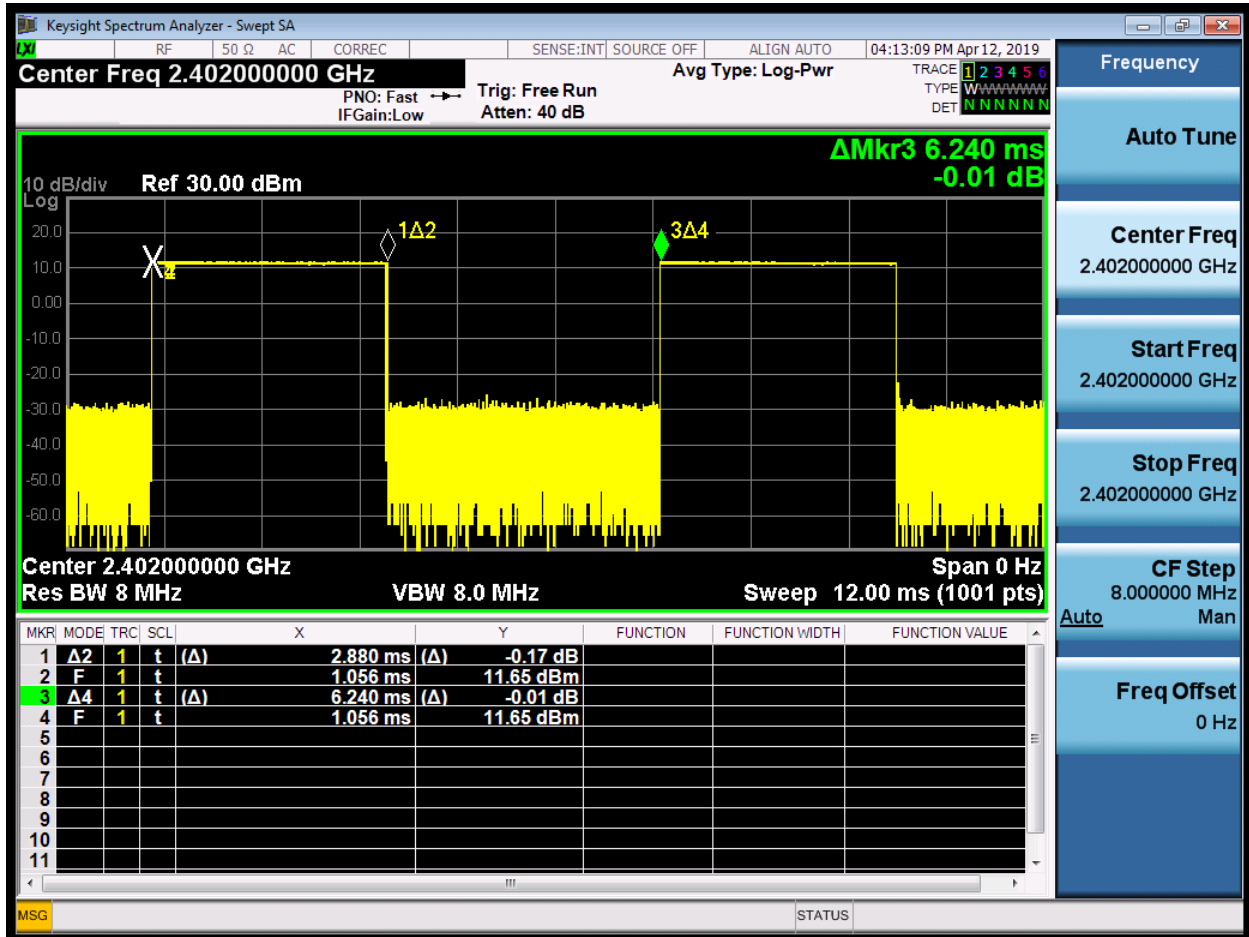 Keysight Spectrum Analyzer - Swept SA
LXI RF 50 Ω AC CORREC SENSE:INT SOURCE OFF ALIGN AUTO 04:13:09 PM Apr 12, 2019
Center Freq 2.402000000 GHz
PNO: Fast
IFGain:Low
Trig: Free Run
Atten: 40 dB
Avg Type: Log-Pwr
TRACE 1 2 3 4 5 6
TYPE W W W W W W
DET N N N N N N
ΔMkr3 6.240 ms
-0.01 dB
10 dB/div Ref 30.00 dBm
Log
20.0
10.0
0.00
-10.0
-20.0
-30.0
-40.0
-50.0
-60.0
1Δ2
3Δ4
Center 2.402000000 GHz Span 0 Hz
Res BW 8 MHz VBW 8.0 MHz Sweep 12.00 ms (1001 pts)
MKR MODE TRC SCL X Y FUNCTION FUNCTION WIDTH FUNCTION VALUE
1 Δ2 1 t (Δ) 2.880 ms (Δ) -0.17 dB
2 F 1 t 1.056 ms 11.65 dBm
3 Δ4 1 t (Δ) 6.240 ms (Δ) -0.01 dB
4 F 1 t 1.056 ms 11.65 dBm
5
6
7
8
9
10
11
MSG STATUS
Frequency
Auto Tune
Center Freq
2.402000000 GHz
Start Freq
2.402000000 GHz
Stop Freq
2.402000000 GHz
CF Step
8.000000 MHz
Auto Man
Freq Offset
0 Hz